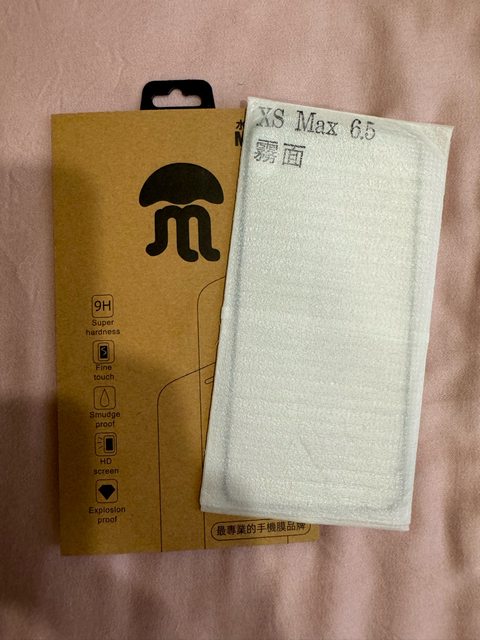 水
XS Max 6.5
霧面
9H
Super
hardness
Fine
touch
Smudge
proof
HD
screen
Explosion
proof
最專業的手機膜品牌